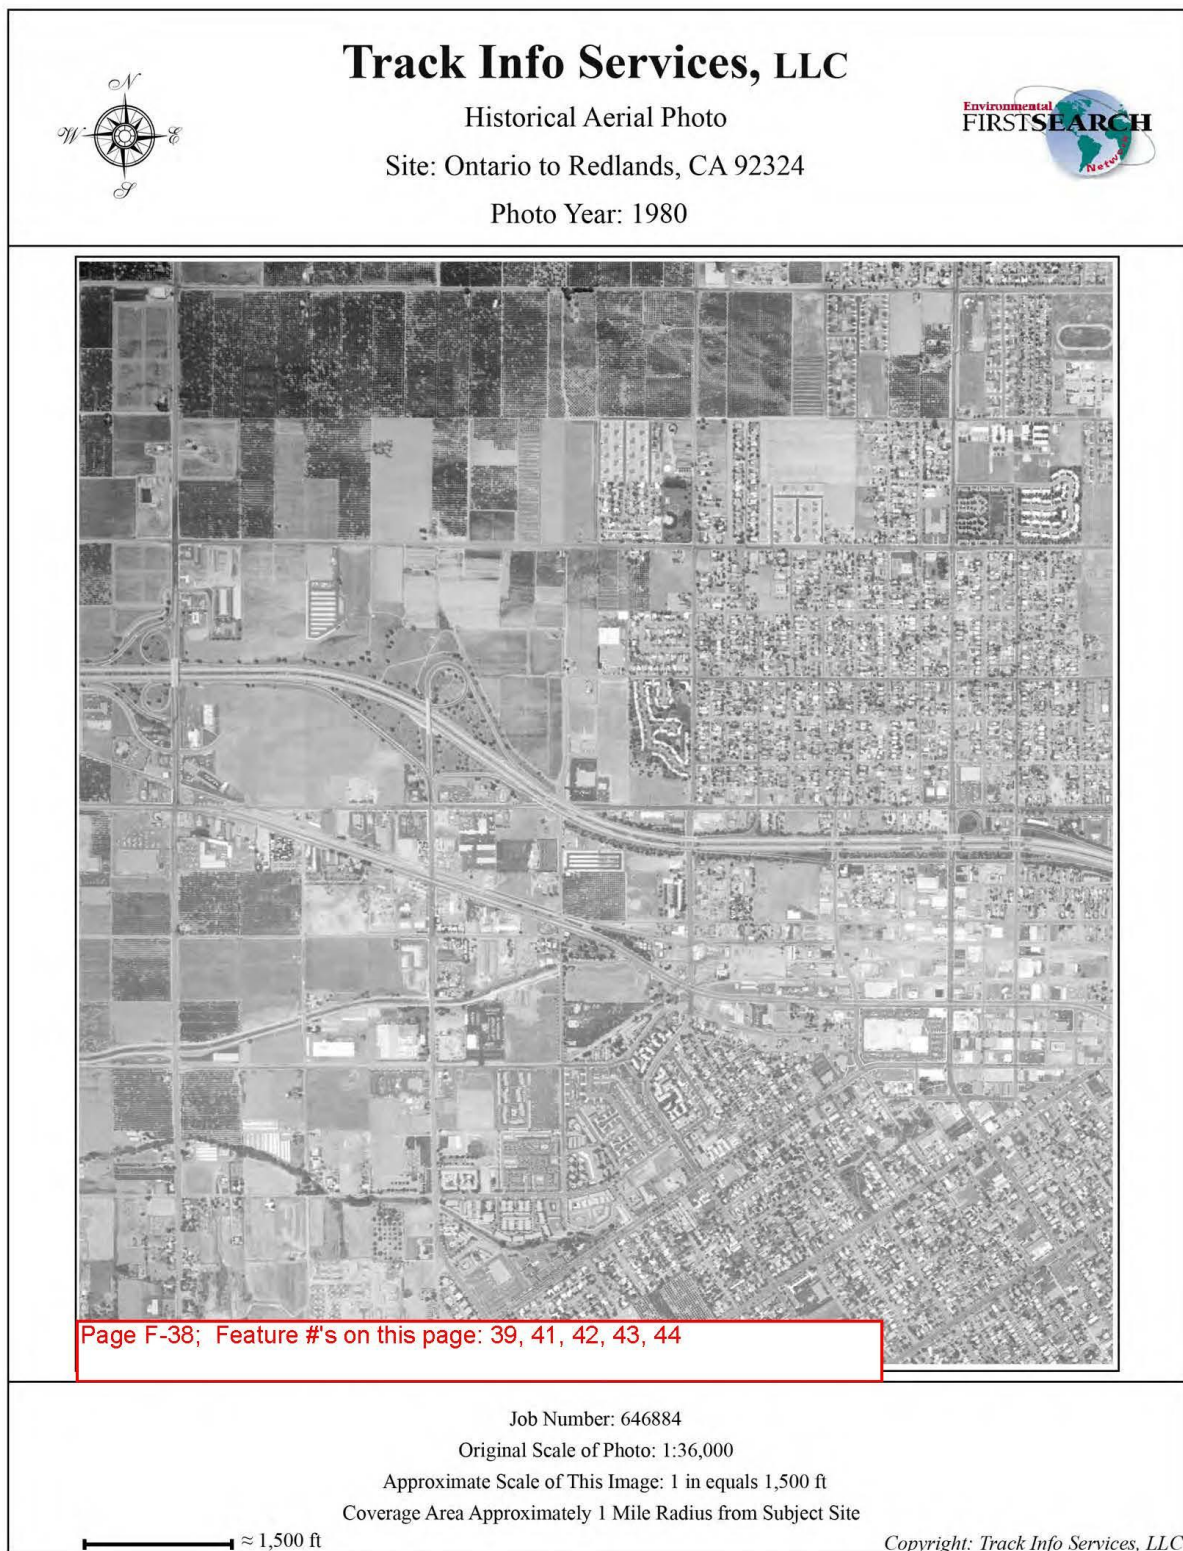 Track Info Services, LLC
Historical Aerial Photo
Site: Ontario to Redlands, CA 92324
Photo Year: 1980
N
W
E
S
Environmental
FIRSTSEARCH
Network
Page F-38;  Feature #'s on this page: 39, 41, 42, 43, 44
Job Number: 646884
Original Scale of Photo: 1:36,000
Approximate Scale of This Image: 1 in equals 1,500 ft
Coverage Area Approximately 1 Mile Radius from Subject Site
≈ 1,500 ft
Copyright: Track Info Services, LLC